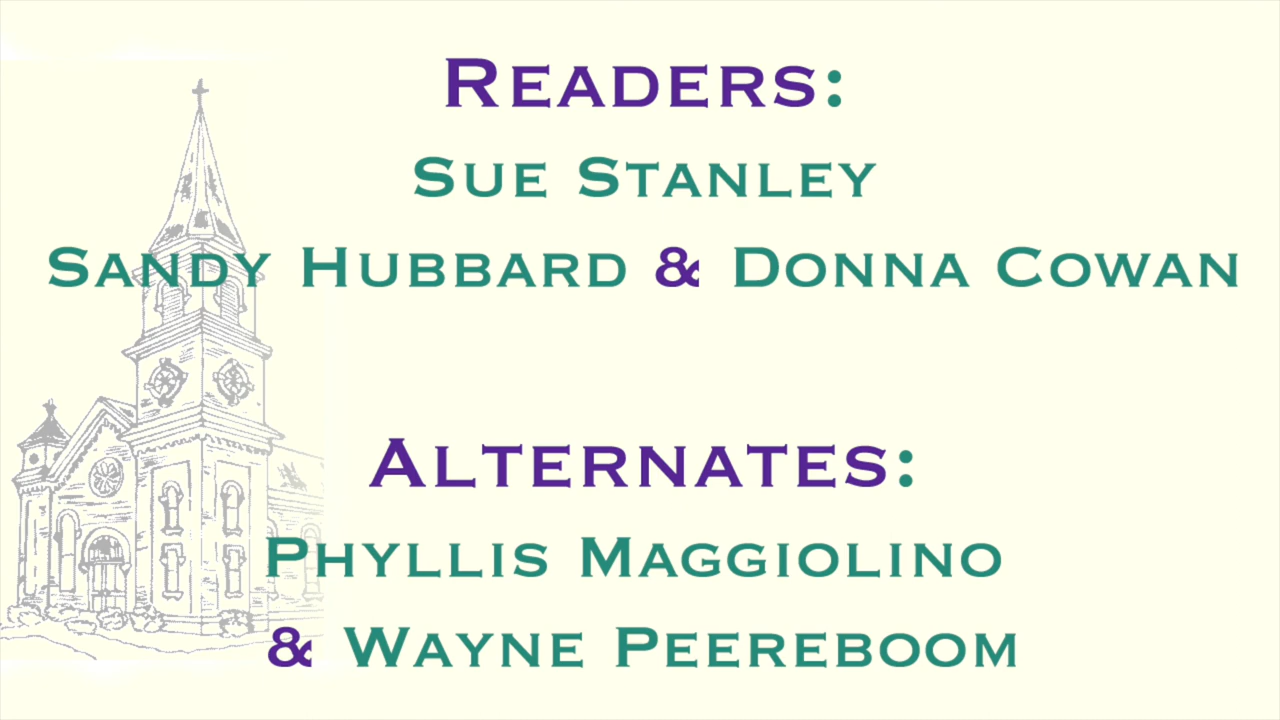 Readers:
Sue Stanley
Sandy Hubbard & Donna Cowan
Alternates:
Phyllis Maggiolino
& Wayne Peereboom